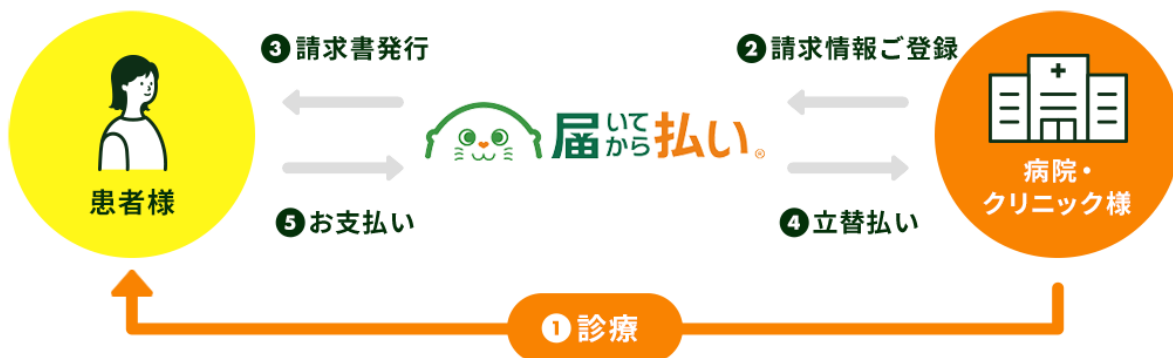 ③請求書発行
②請求情報ご登録
患者様
届いてから払い®
病院・
クリニック様
⑤お支払い
④立替払い
①診療